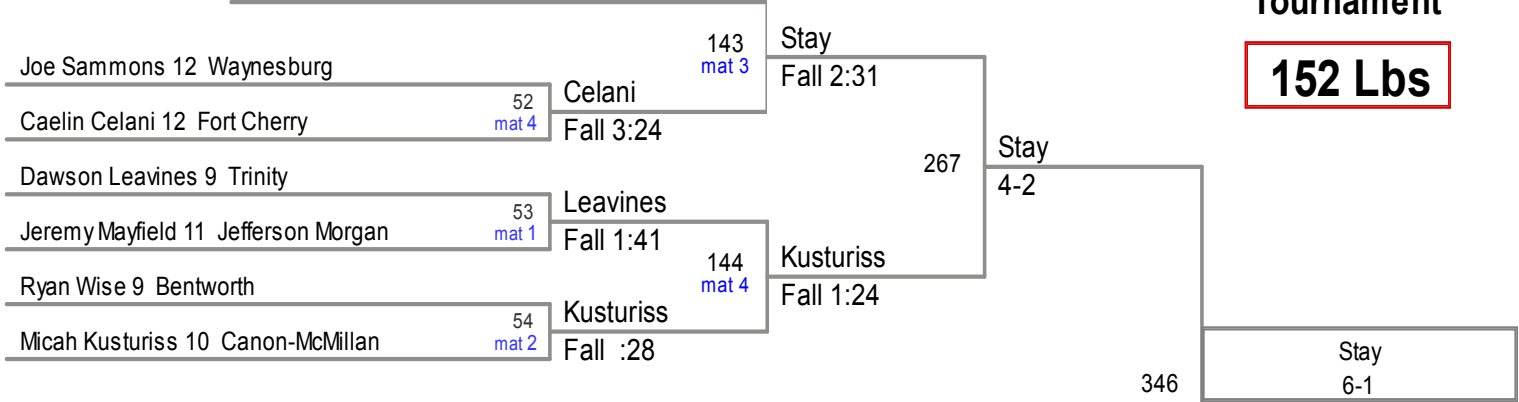 Tournament
152 Lbs
143
mat 3
Stay
Fall 2:31
Joe Sammons 12 Waynesburg
52
mat 4
Celani
Fall 3:24
Caelin Celani 12 Fort Cherry
267
Stay
4-2
Dawson Leavines 9 Trinity
53
mat 1
Leavines
Fall 1:41
Jeremy Mayfield 11 Jefferson Morgan
144
mat 4
Kusturiss
Fall 1:24
Ryan Wise 9 Bentworth
54
mat 2
Kusturiss
Fall :28
Micah Kusturiss 10 Canon-McMillan
346
Stay
6-1